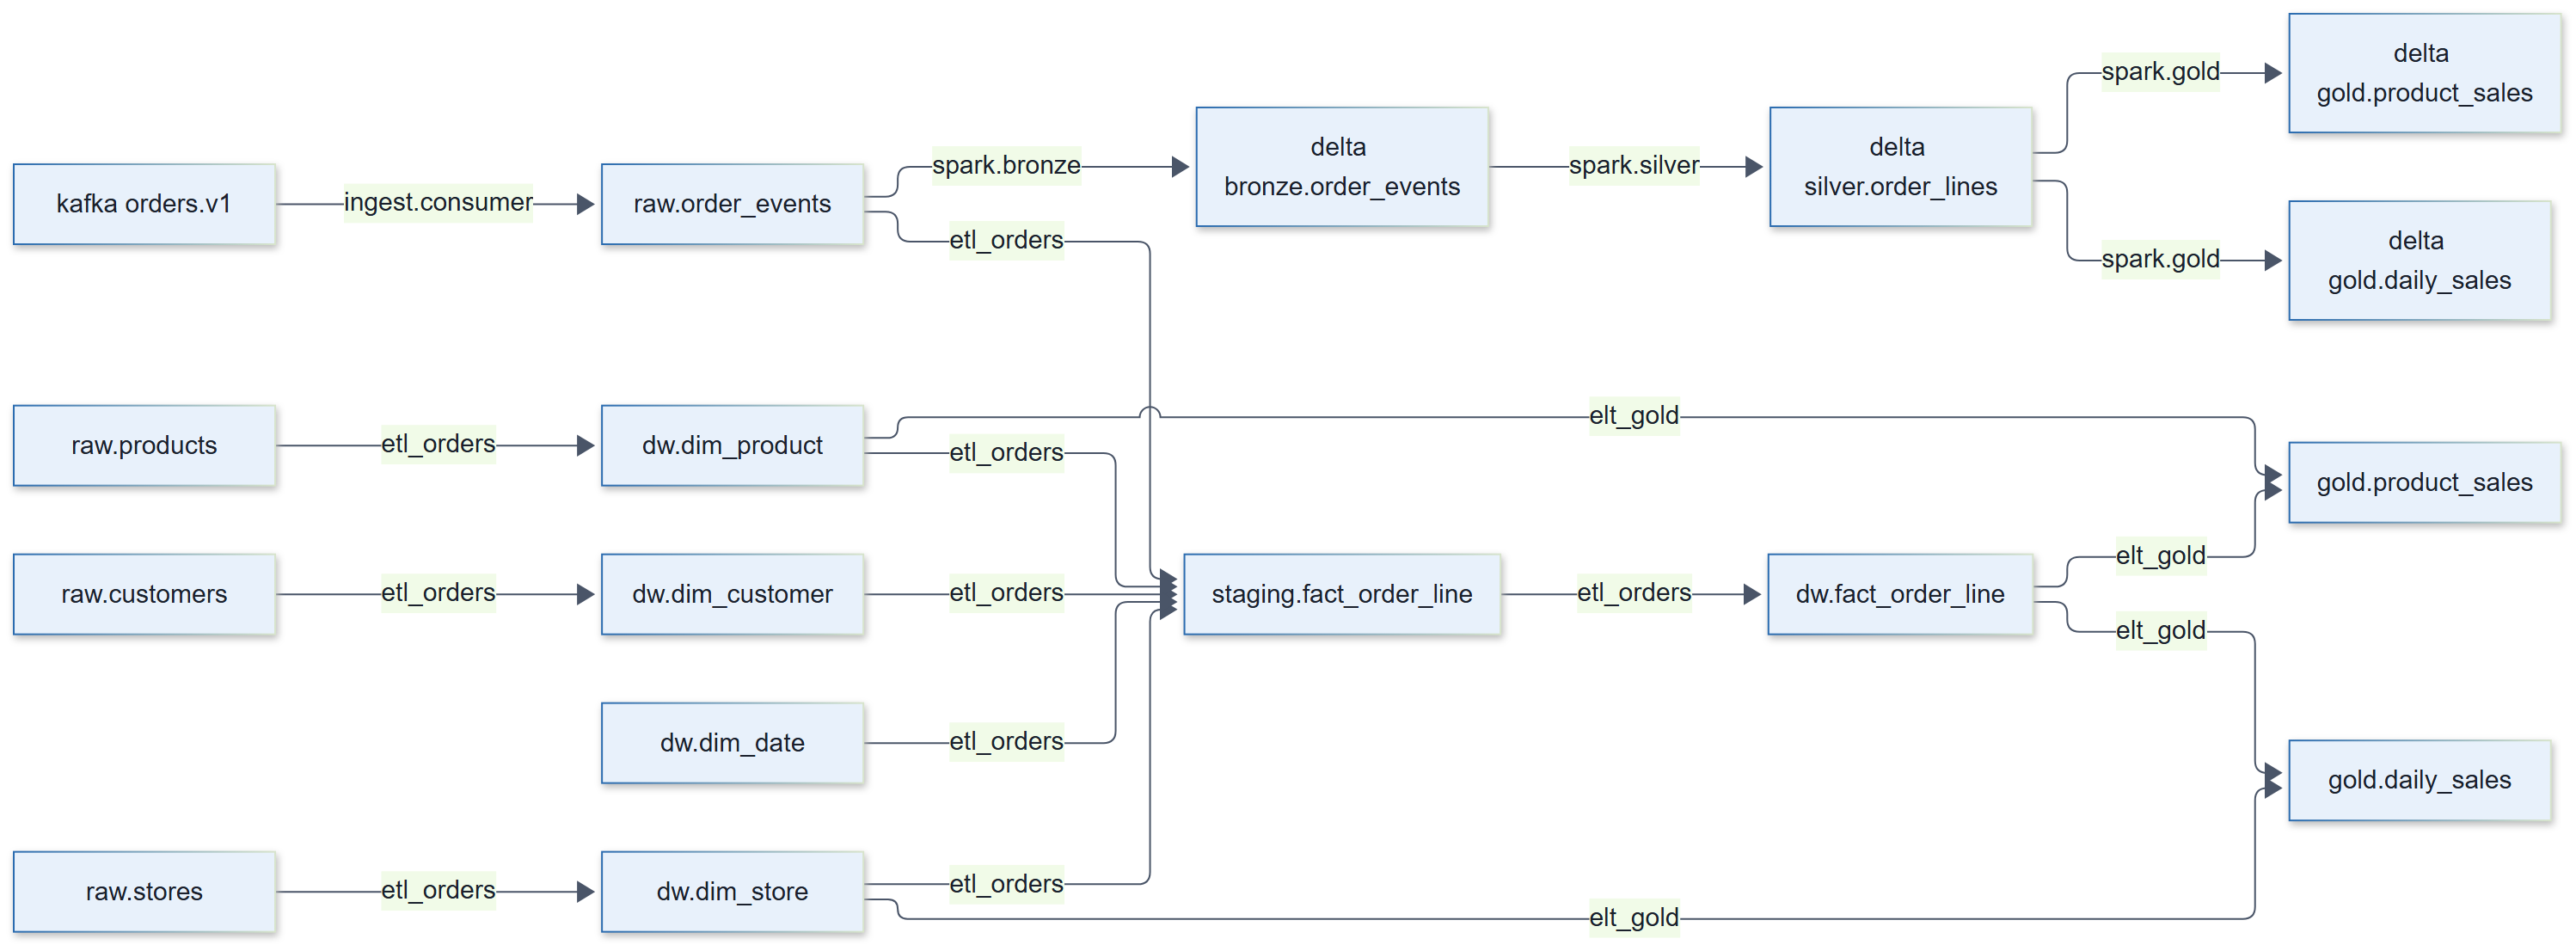 delta
gold.product_sales
spark.gold
delta
bronze.order_events
delta
silver.order_lines
spark.bronze
spark.silver
kafka orders.v1
ingest.consumer
raw.order_events
etl_orders
spark.gold
delta
gold.daily_sales
elt_gold
raw.products
etl_orders
dw.dim_product
etl_orders
gold.product_sales
elt_gold
raw.customers
etl_orders
dw.dim_customer
etl_orders
staging.fact_order_line
etl_orders
dw.fact_order_line
elt_gold
dw.dim_date
etl_orders
gold.daily_sales
raw.stores
etl_orders
dw.dim_store
etl_orders
elt_gold